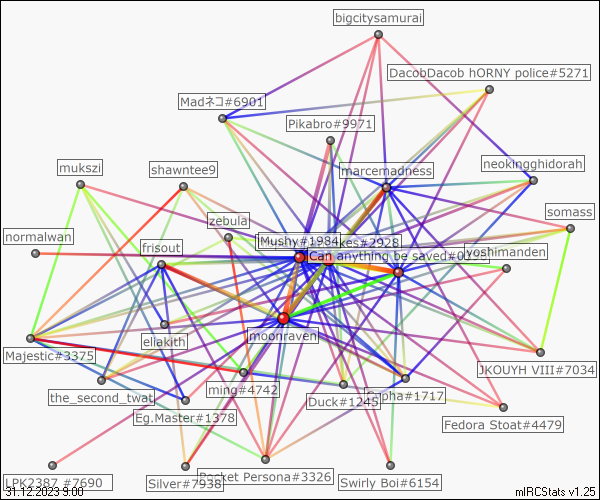 bigcitysamurai
DacobDacob hORNY police#5271
Madネコ#6901
Pikabro#9971
mukszi
shawntee9
marcemadness
neokingghidorah
zebula
somass
normalwan
frisout
Mushy#1984
kes#2928
Can anything be saved#0
yoshimanden
eliakith
moonraven
Majestic#3375
JKOUYH VIII#7034
the_second_twat
ming#4742
Duck#1245
pha#1717
Eg.Master#1378
Fedora Stoat#4479
LPK2387 #7690
Silver#7938
Pocket Persona#3326
Swirly Boi#6154
31.12.2023 9:00
mIRCStats v1.25